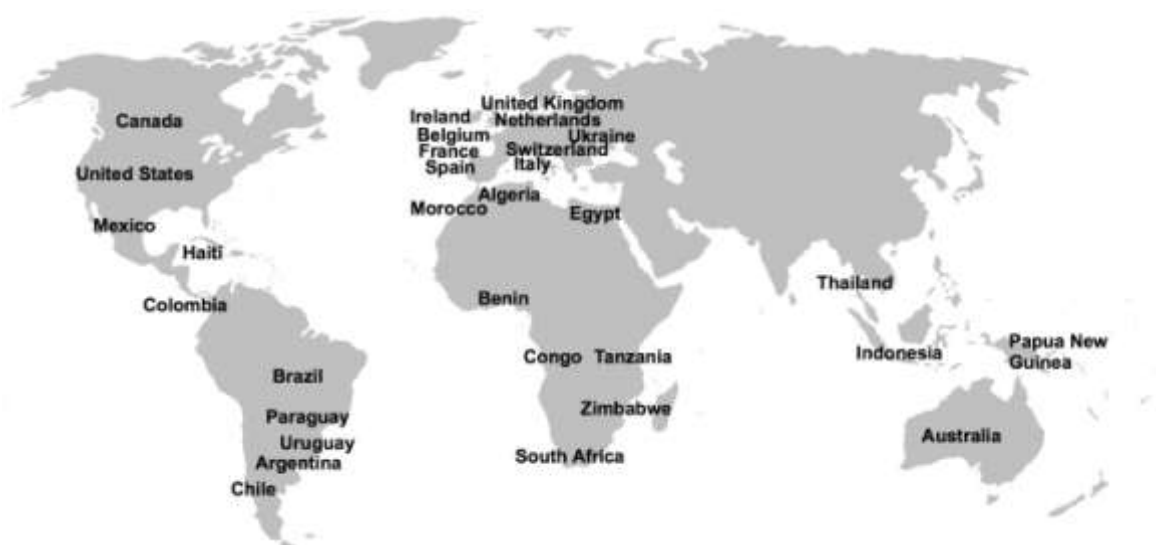 United Kingdom
Ireland
Netherlands
Canada
Belgium
Ukraine
France
Switzerland
Italy
Spain
United States
Algeria
Morocco
Egypt
Mexico
Haiti
Thailand
Colombia
Benin
Papua New
Guinea
Indonesia
Congo
Tanzania
Brazil
Zimbabwe
Paraguay
Australia
Uruguay
Argentina
South Africa
Chile